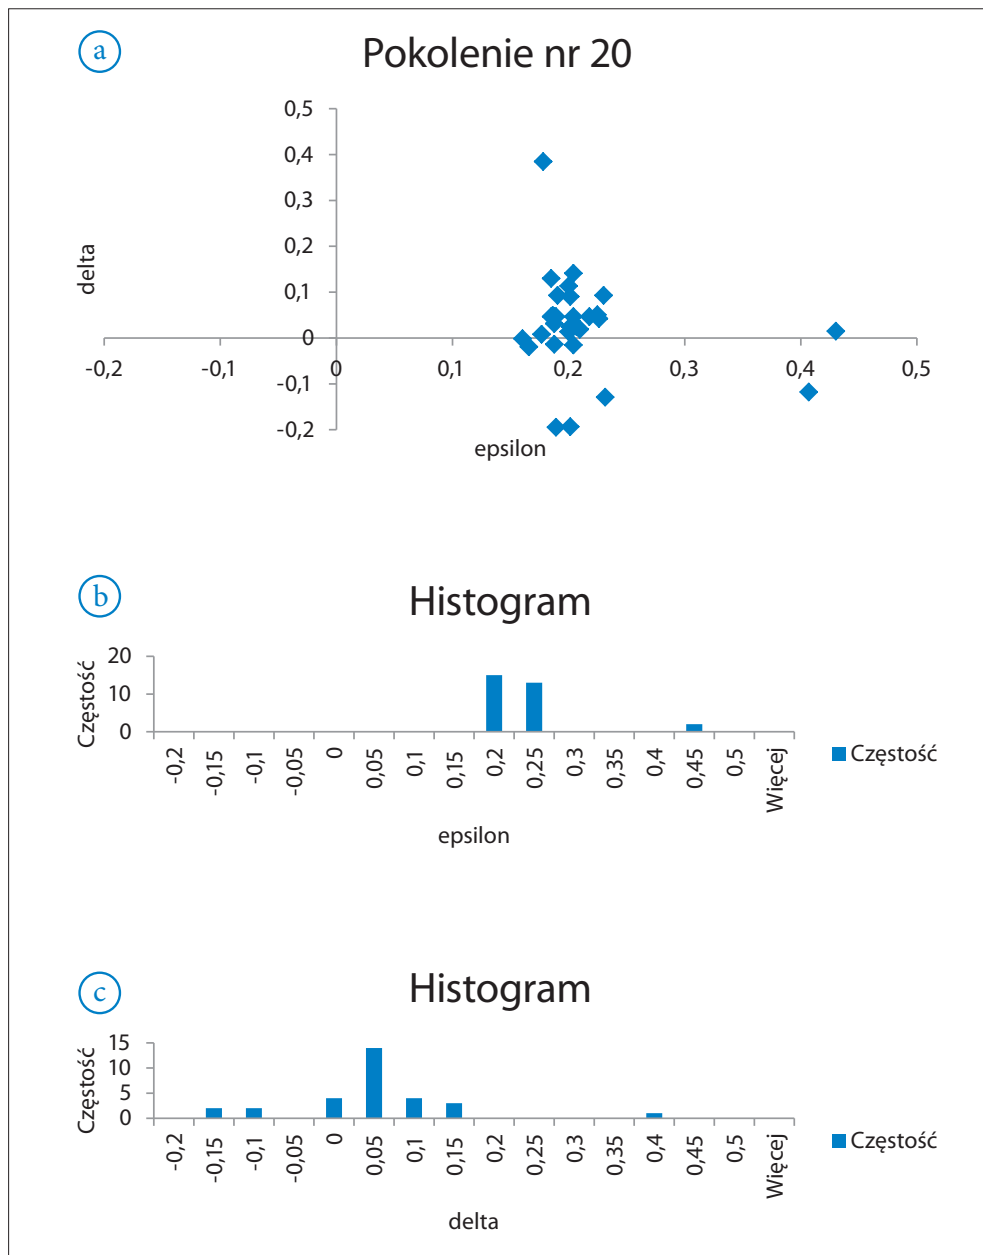 a
Pokolenie nr 20
0,5
0,4
0,3
0,2
0,1
0
-0,1
-0,2
delta
-0,2 -0,1 0 0,1 0,2 0,3 0,4 0,5
epsilon
b
Histogram
Częstość
20
10
0
-0,2 -0,15 -0,1 -0,05 0 0,05 0,1 0,15 0,2 0,25 0,3 0,35 0,4 0,45 0,5 Więcej
Częstość
epsilon
c
Histogram
Częstość
15
10
5
0
-0,2 -0,15 -0,1 -0,05 0 0,05 0,1 0,15 0,2 0,25 0,3 0,35 0,4 0,45 0,5 Więcej
Częstość
delta